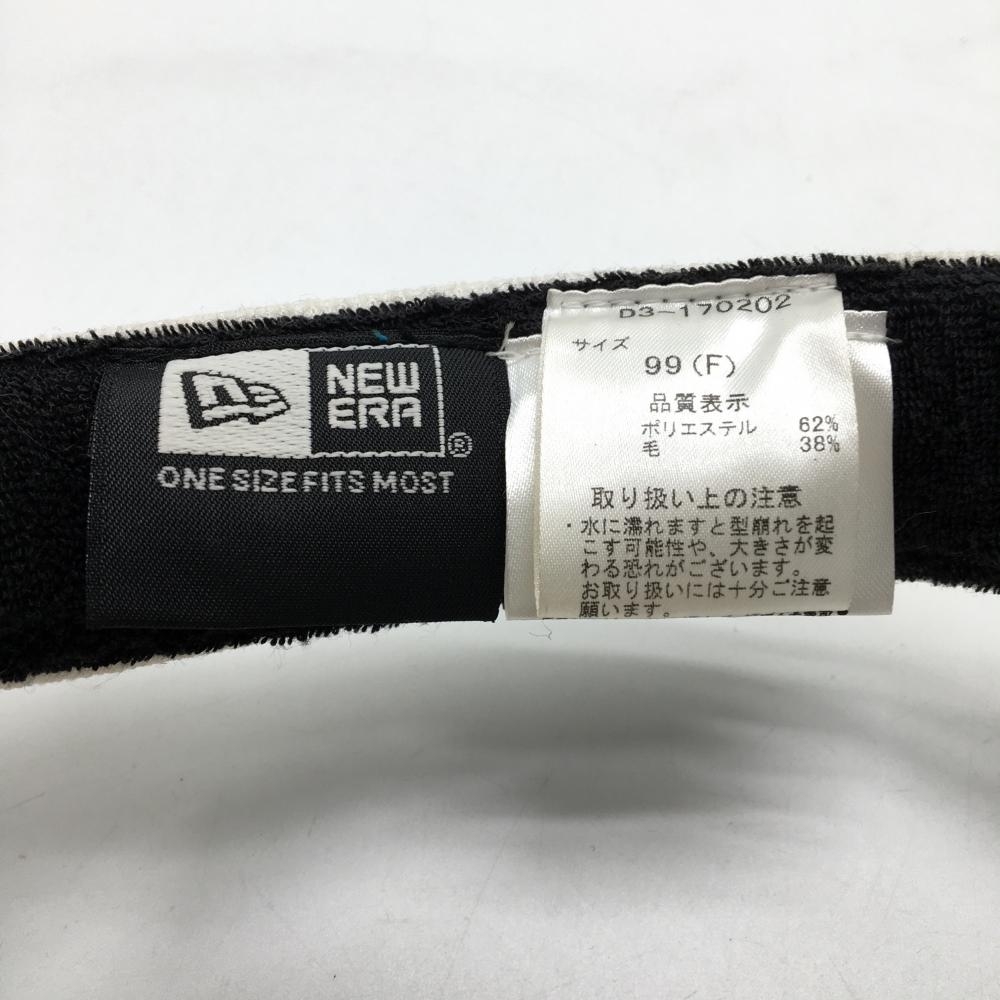 NEW
ERA
®
ONE SIZE FITS MOST
D3-170202
サイズ
99 (F)
品質表示
ポリエステル 62%
毛 38%
取り扱い上の注意
・水に濡れますと型崩れを起
こす可能性や、大きさが変
わる恐れがございます。
お取り扱いには十分ご注意
願います。